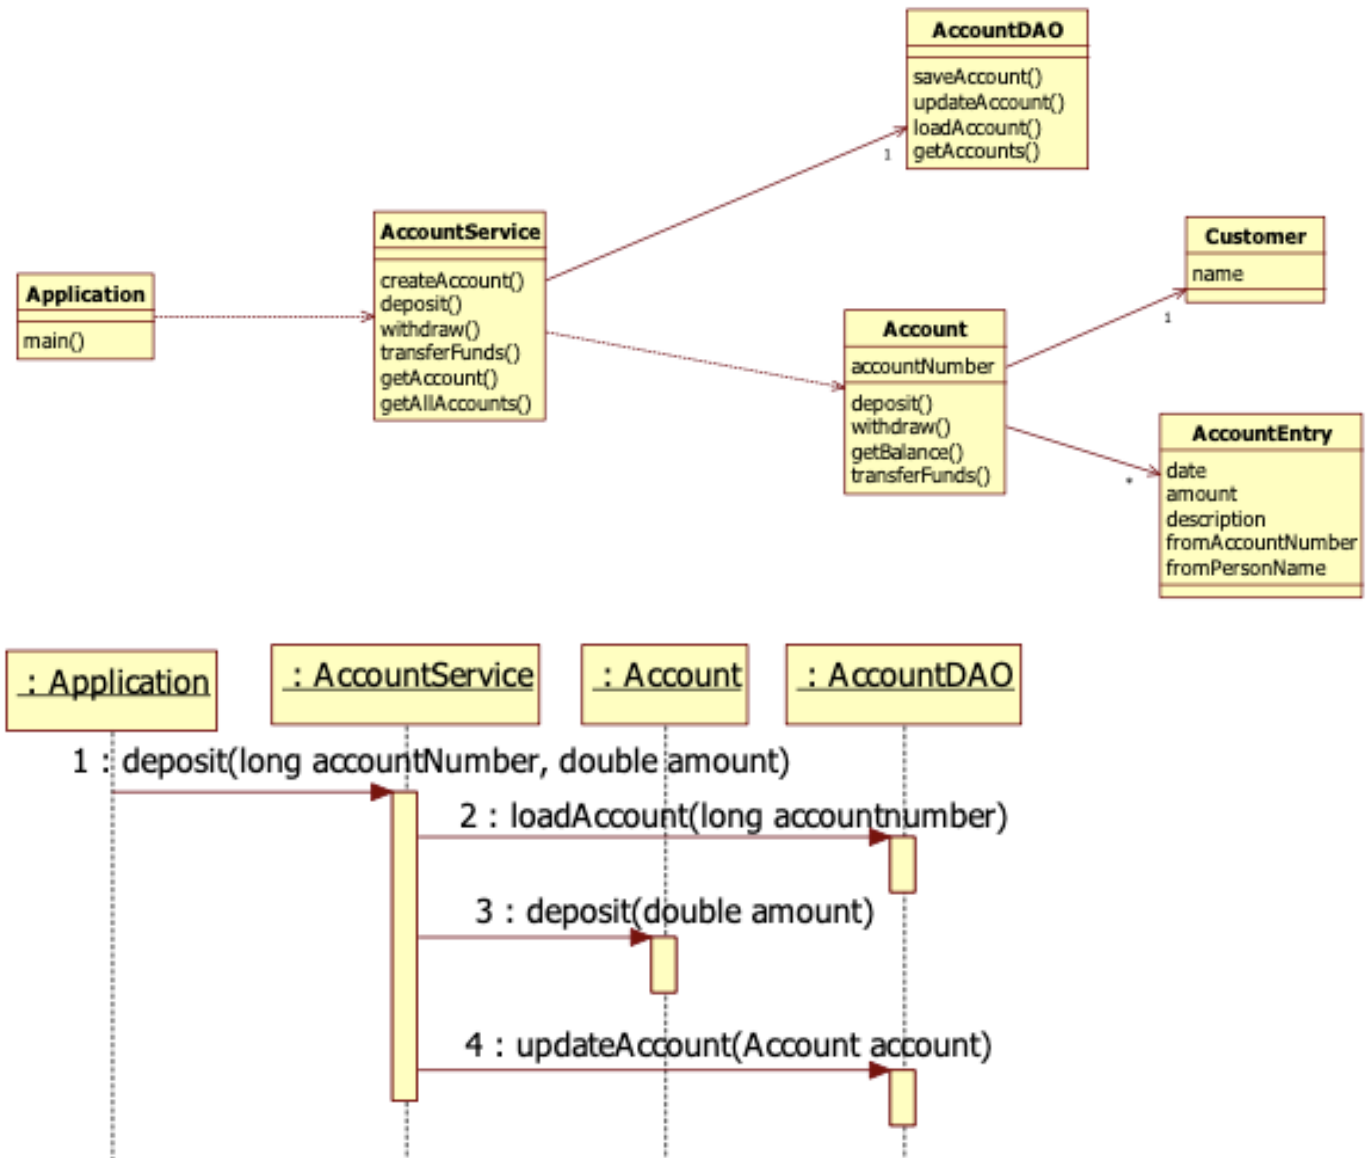 AccountDAO
saveAccount()
updateAccount()
loadAccount()
getAccounts()
1
AccountService
createAccount()
deposit()
withdraw()
transferFunds()
getAccount()
getAllAccounts()
Customer
name
1
Application
main()
Account
accountNumber
deposit()
withdraw()
getBalance()
transferFunds()
AccountEntry
date
amount
description
fromAccountNumber
fromPersonName
*
: Application
: AccountService
: Account
: AccountDAO
1 : deposit(long accountNumber, double amount)
2 : loadAccount(long accountnumber)
3 : deposit(double amount)
4 : updateAccount(Account account)